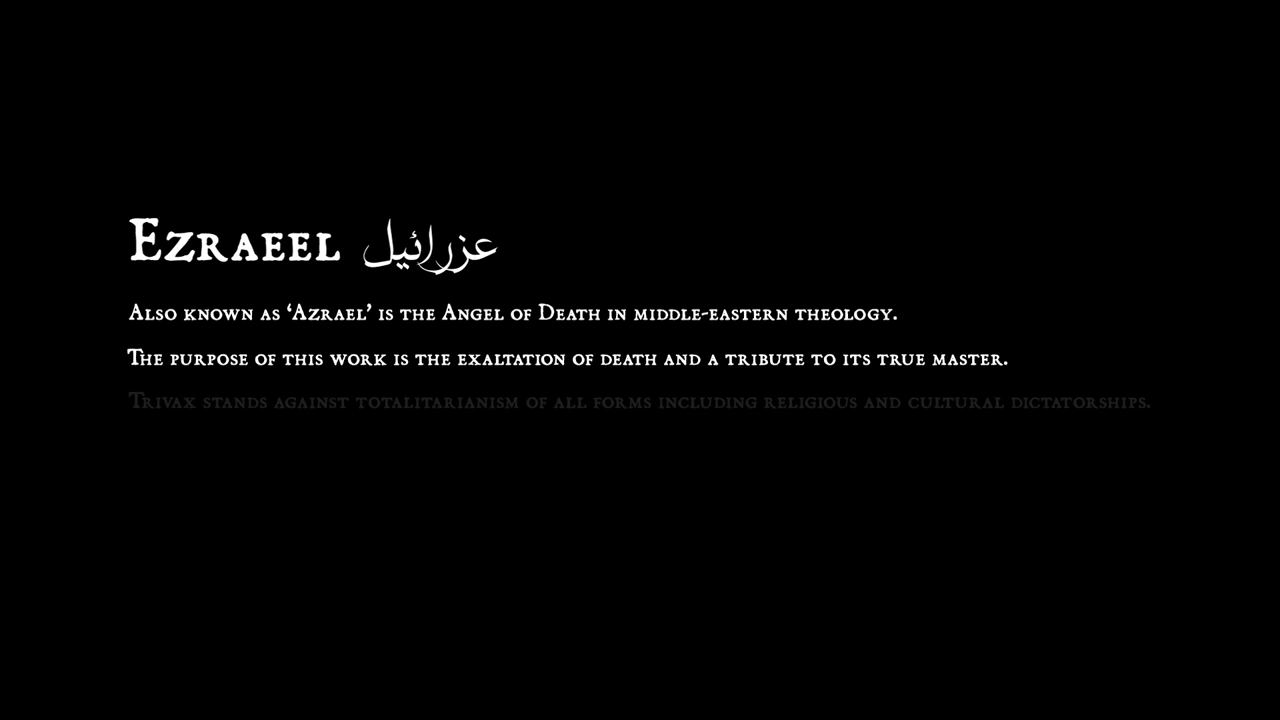 Ezraeel عزرائیل
Also known as ‘Azrael’ is the Angel of Death in middle-eastern theology.
The purpose of this work is the exaltation of death and a tribute to its true master.
Trivax stands against totalitarianism of all forms including religious and cultural dictatorships.